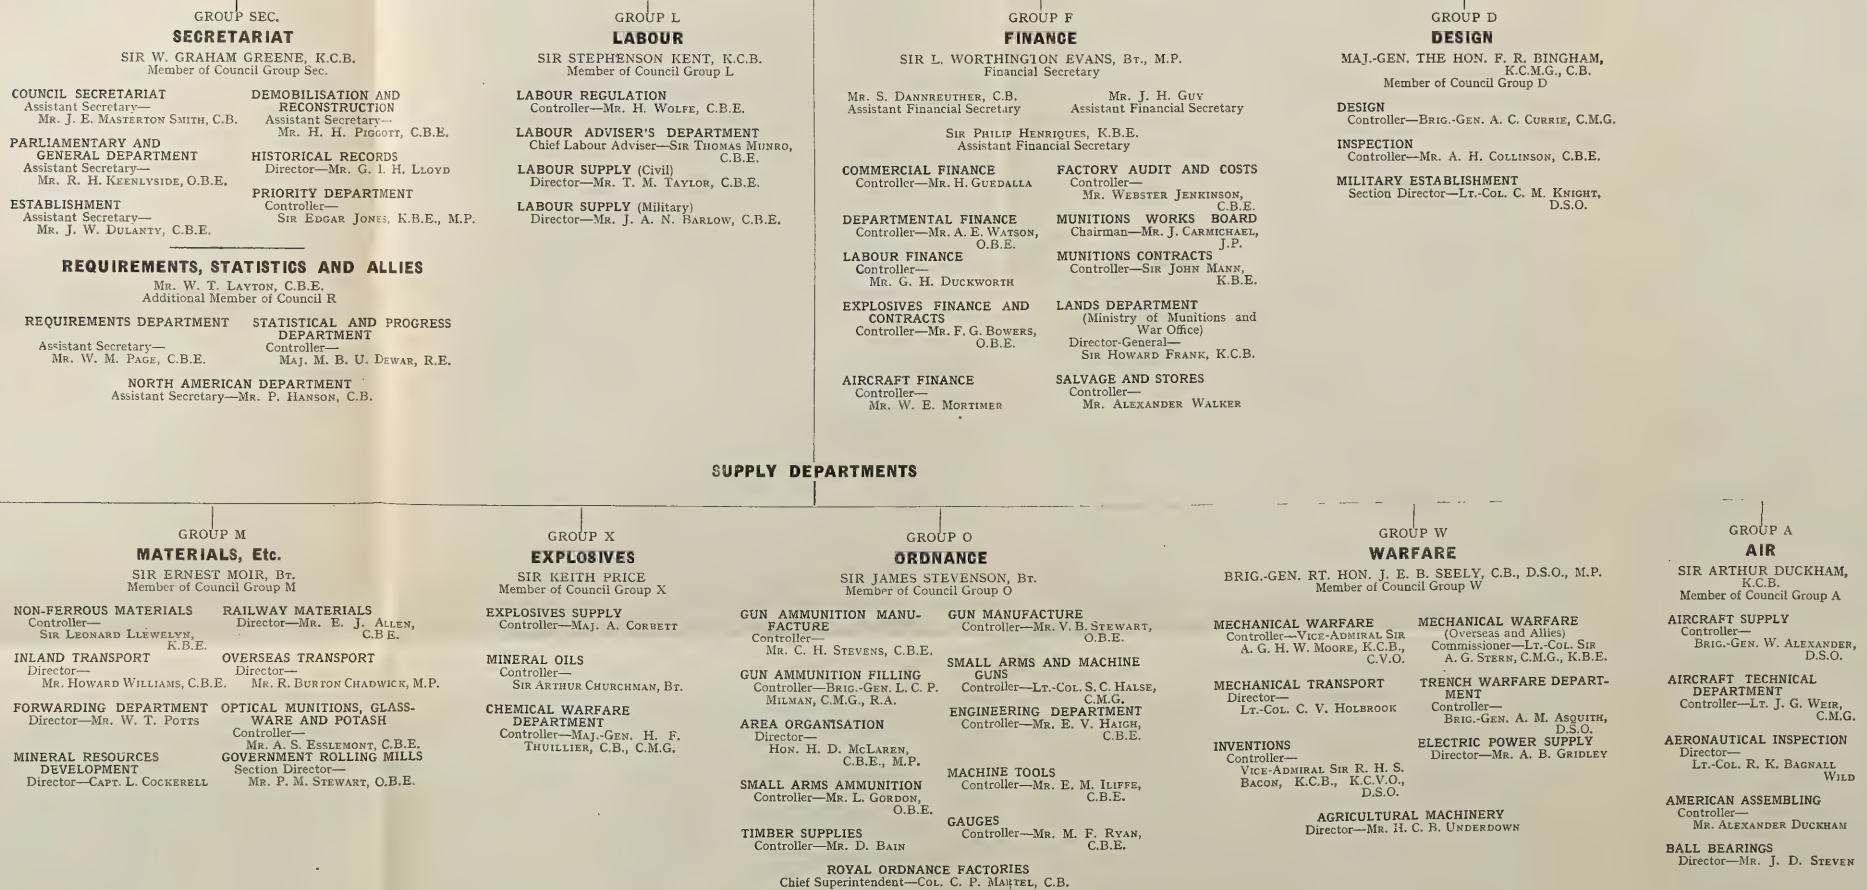 GROUP SEC.
SECRETARIAT
SIR W. GRAHAM GREENE, K.C.B.
Member of Council Group Sec.
COUNCIL SECRETARIAT
Assistant Secretary—
MR. J. E. MASTERTON SMITH, C.B.
PARLIAMENTARY AND
GENERAL DEPARTMENT
Assistant Secretary—
MR. R. H. KEENLYSIDE, O.B.E.
ESTABLISHMENT
Assistant Secretary—
MR. J. W. DULANTY, C.B.E.
DEMOBILISATION AND
RECONSTRUCTION
Assistant Secretary—
MR. H. H. PIGGOTT, C.B.E.
HISTORICAL RECORDS
Director—MR. G. I. H. LLOYD
PRIORITY DEPARTMENT
Controller—
SIR EDGAR JONES, K.B.E., M.P.
REQUIREMENTS, STATISTICS AND ALLIES
MR. W. T. LAYTON, C.B.E.
Additional Member of Council R
REQUIREMENTS DEPARTMENT
Assistant Secretary—
MR. W. M. PAGE, C.B.E.
STATISTICAL AND PROGRESS
DEPARTMENT
Controller—
MAJ. M. B. U. DEWAR, R.E.
NORTH AMERICAN DEPARTMENT
Assistant Secretary—MR. P. HANSON, C.B.
GROUP L
LABOUR
SIR STEPHENSON KENT, K.C.B.
Member of Council Group L
LABOUR REGULATION
Controller—MR. H. WOLFE, C.B.E.
LABOUR ADVISER'S DEPARTMENT
Chief Labour Adviser—SIR THOMAS MUNRO,
C.B.E.
LABOUR SUPPLY (Civil)
Director—MR. T. M. TAYLOR, C.B.E.
LABOUR SUPPLY (Military)
Director—MR. J. A. N. BARLOW, C.B.E.
GROUP F
FINANCE
SIR L. WORTHINGTON EVANS, BT., M.P.
Financial Secretary
MR. S. DANNREUTHER, C.B.
Assistant Financial Secretary
MR. J. H. GUY
Assistant Financial Secretary
SIR PHILIP HENRIQUES, K.B.E.
Assistant Financial Secretary
COMMERCIAL FINANCE
Controller—MR. H. GUEDALLA
DEPARTMENTAL FINANCE
Controller—MR. A. E. WATSON,
O.B.E.
LABOUR FINANCE
Controller—
MR. G. H. DUCKWORTH
EXPLOSIVES FINANCE AND
CONTRACTS
Controller—MR. F. G. BOWERS,
O.B.E.
AIRCRAFT FINANCE
Controller—
MR. W. E. MORTIMER
FACTORY AUDIT AND COSTS
Controller—
MR. WEBSTER JENKINSON,
C.B.E.
MUNITIONS WORKS BOARD
Chairman—MR. J. CARMICHAEL,
J.P.
MUNITIONS CONTRACTS
Controller—SIR JOHN MANN,
K.B.E.
LANDS DEPARTMENT
(Ministry of Munitions and
War Office)
Director-General—
SIR HOWARD FRANK, K.C.B.
SALVAGE AND STORES
Controller—
MR. ALEXANDER WALKER
GROUP D
DESIGN
MAJ.-GEN. THE HON. F. R. BINGHAM,
K.C.M.G., C.B.
Member of Council Group D
DESIGN
Controller—BRIG.-GEN. A. C. CURRIE, C.M.G.
INSPECTION
Controller—MR. A. H. COLLINSON, C.B.E.
MILITARY ESTABLISHMENT
Section Director—LT.-COL. C. M. KNIGHT,
D.S.O.
SUPPLY DEPARTMENTS
GROUP M
MATERIALS, Etc.
SIR ERNEST MOIR, BT.
Member of Council Group M
NON-FERROUS MATERIALS
Controller—
SIR LEONARD LLEWELYN,
K.B.E.
INLAND TRANSPORT
Director—
MR. HOWARD WILLIAMS, C.B.E.
FORWARDING DEPARTMENT
Director—MR. W. T. POTTS
MINERAL RESOURCES
DEVELOPMENT
Director—CAPT. L. COCKERELL
RAILWAY MATERIALS
Director—MR. E. J. ALLEN,
C.B E.
OVERSEAS TRANSPORT
Director—
MR. R. BURTON CHADWICK, M.P.
OPTICAL MUNITIONS, GLASS-
WARE AND POTASH
Controller—
MR. A. S. ESSLEMONT, C.B.E.
GOVERNMENT ROLLING MILLS
Section Director—
MR. P. M. STEWART, O.B.E.
GROUP X
EXPLOSIVES
SIR KEITH PRICE
Member of Council Group X
EXPLOSIVES SUPPLY
Controller—MAJ. A. CORBETT
MINERAL OILS
Controller—
SIR ARTHUR CHURCHMAN, BT.
CHEMICAL WARFARE
DEPARTMENT
Controller—MAJ.-GEN. H. F.
THUILLIER, C.B., C.M.G.
GROUP O
ORDNANCE
SIR JAMES STEVENSON, BT.
Member of Council Group O
GUN AMMUNITION MANU-
FACTURE
Controller—
MR. C. H. STEVENS, C.B.E.
GUN AMMUNITION FILLING
Controller—BRIG.-GEN. L. C. P.
MILMAN, C.M.G., R.A.
AREA ORGANISATION
Director—
HON. H. D. MCLAREN,
C.B.E., M.P.
SMALL ARMS AMMUNITION
Controller—MR. L. GORDON,
O.B.E.
TIMBER SUPPLIES
Controller—MR. D. BAIN
GUN MANUFACTURE
Controller—MR. V. B. STEWART,
O.B.E.
SMALL ARMS AND MACHINE
GUNS
Controller—LT.-COL. S. C. HALSE,
C.M.G.
ENGINEERING DEPARTMENT
Controller—MR. E. V. HAIGH,
C.B.E.
MACHINE TOOLS
Controller—MR. E. M. ILIFFE,
C.B.E.
GAUGES
Controller—MR. M. F. RYAN,
C.B.E.
ROYAL ORDNANCE FACTORIES
Chief Superintendent—COL. C. P. MARTEL, C.B.
GROUP W
WARFARE
BRIG.-GEN. RT. HON. J. E. B. SEELY, C.B., D.S.O., M.P.
Member of Council Group W
MECHANICAL WARFARE
Controller—VICE-ADMIRAL SIR
A. G. H. W. MOORE, K.C.B.,
C.V.O.
MECHANICAL TRANSPORT
Director—
LT.-COL. C. V. HOLBROOK
INVENTIONS
Controller—
VICE-ADMIRAL SIR R. H. S.
BACON, K.C.B., K.C.V.O.,
D.S.O.
MECHANICAL WARFARE
(Overseas and Allies)
Commissioner—LT.-COL. SIR
A. G. STERN, C.M.G., K.B.E.
TRENCH WARFARE DEPART-
MENT
Controller—
BRIG.-GEN. A. M. ASQUITH,
D.S.O.
ELECTRIC POWER SUPPLY
Director—MR. A. B. GRIDLEY
AGRICULTURAL MACHINERY
Director—MR. H. C. B. UNDERDOWN
GROUP A
AIR
SIR ARTHUR DUCKHAM,
K.C.B.
Member of Council Group A
AIRCRAFT SUPPLY
Controller—
BRIG.-GEN. W. ALEXANDER,
D.S.O.
AIRCRAFT TECHNICAL
DEPARTMENT
Controller—LT. J. G. WEIR,
C.M.G.
AERONAUTICAL INSPECTION
Director—
LT.-COL. R. K. BAGNALL
WILD
AMERICAN ASSEMBLING
Controller—
MR. ALEXANDER DUCKHAM
BALL BEARINGS
Director—MR. J. D. STEVEN